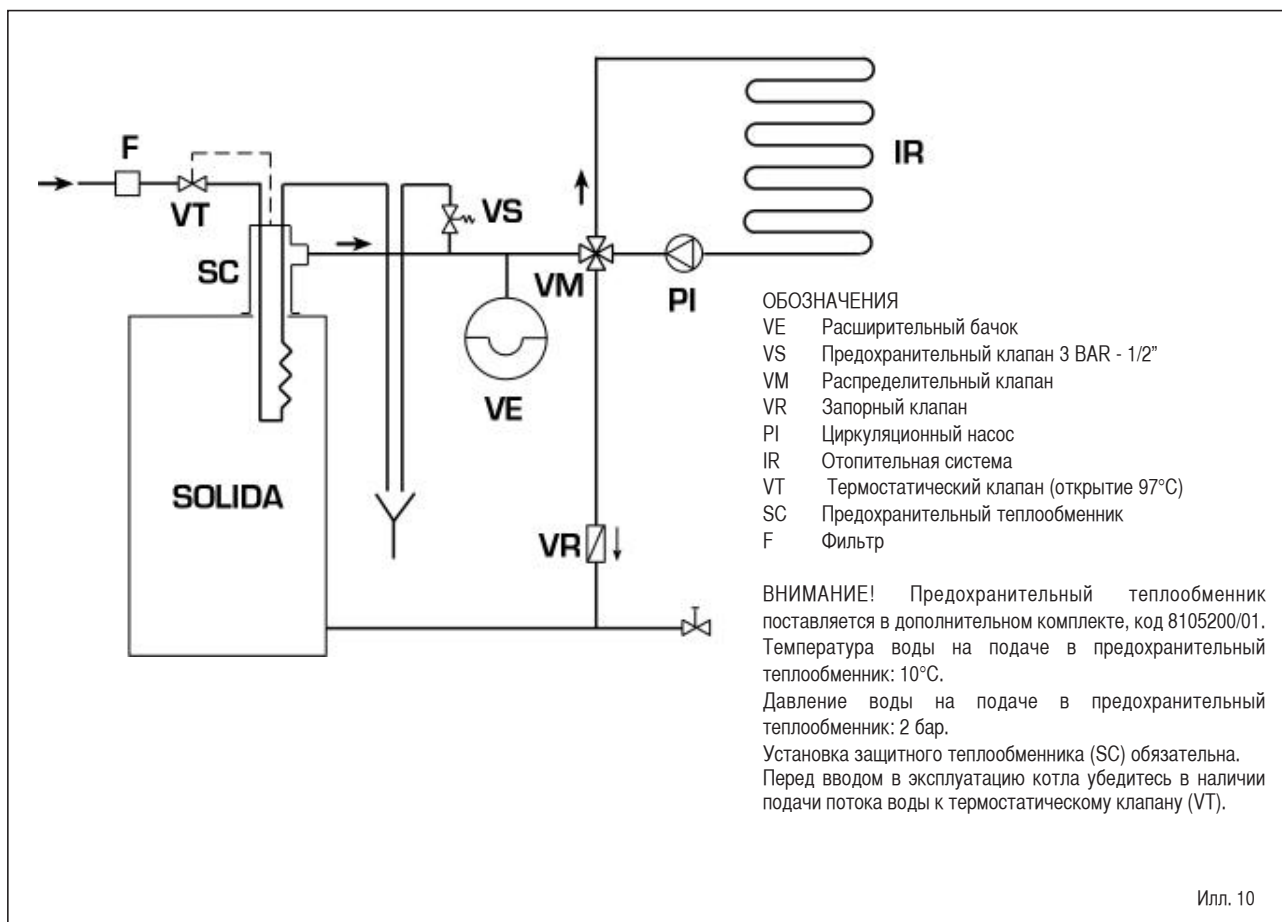 F
VT
VS
IR
SC
VM
PI
VE
SOLIDA
VR
ОБОЗНАЧЕНИЯ
VE Расширительный бачок
VS Предохранительный клапан 3 BAR - 1/2”
VM Распределительный клапан
VR Запорный клапан
PI Циркуляционный насос
IR Отопительная система
VT Термостатический клапан (открытие 97°C)
SC Предохранительный теплообменник
F Фильтр
ВНИМАНИЕ! Предохранительный теплообменник
поставляется в дополнительном комплекте, код 8105200/01.
Температура воды на подаче в предохранительный
теплообменник: 10°C.
Давление воды на подаче в предохранительный
теплообменник: 2 бар.
Установка защитного теплообменника (SC) обязательна.
Перед вводом в эксплуатацию котла убедитесь в наличии
подачи потока воды к термостатическому клапану (VT).
Илл. 10